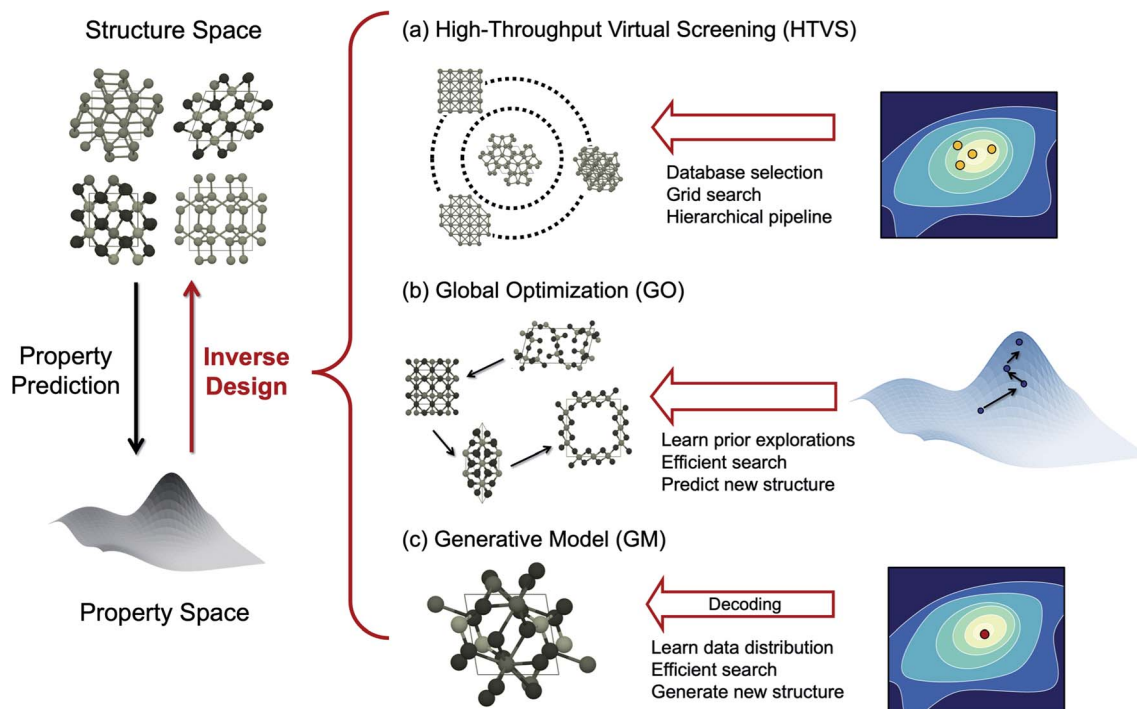 Structure Space
Property
Prediction
Inverse
Design
Property Space
(a) High-Throughput Virtual Screening (HTVS)
Database selection
Grid search
Hierarchical pipeline
(b) Global Optimization (GO)
Learn prior explorations
Efficient search
Predict new structure
(c) Generative Model (GM)
Decoding
Learn data distribution
Efficient search
Generate new structure